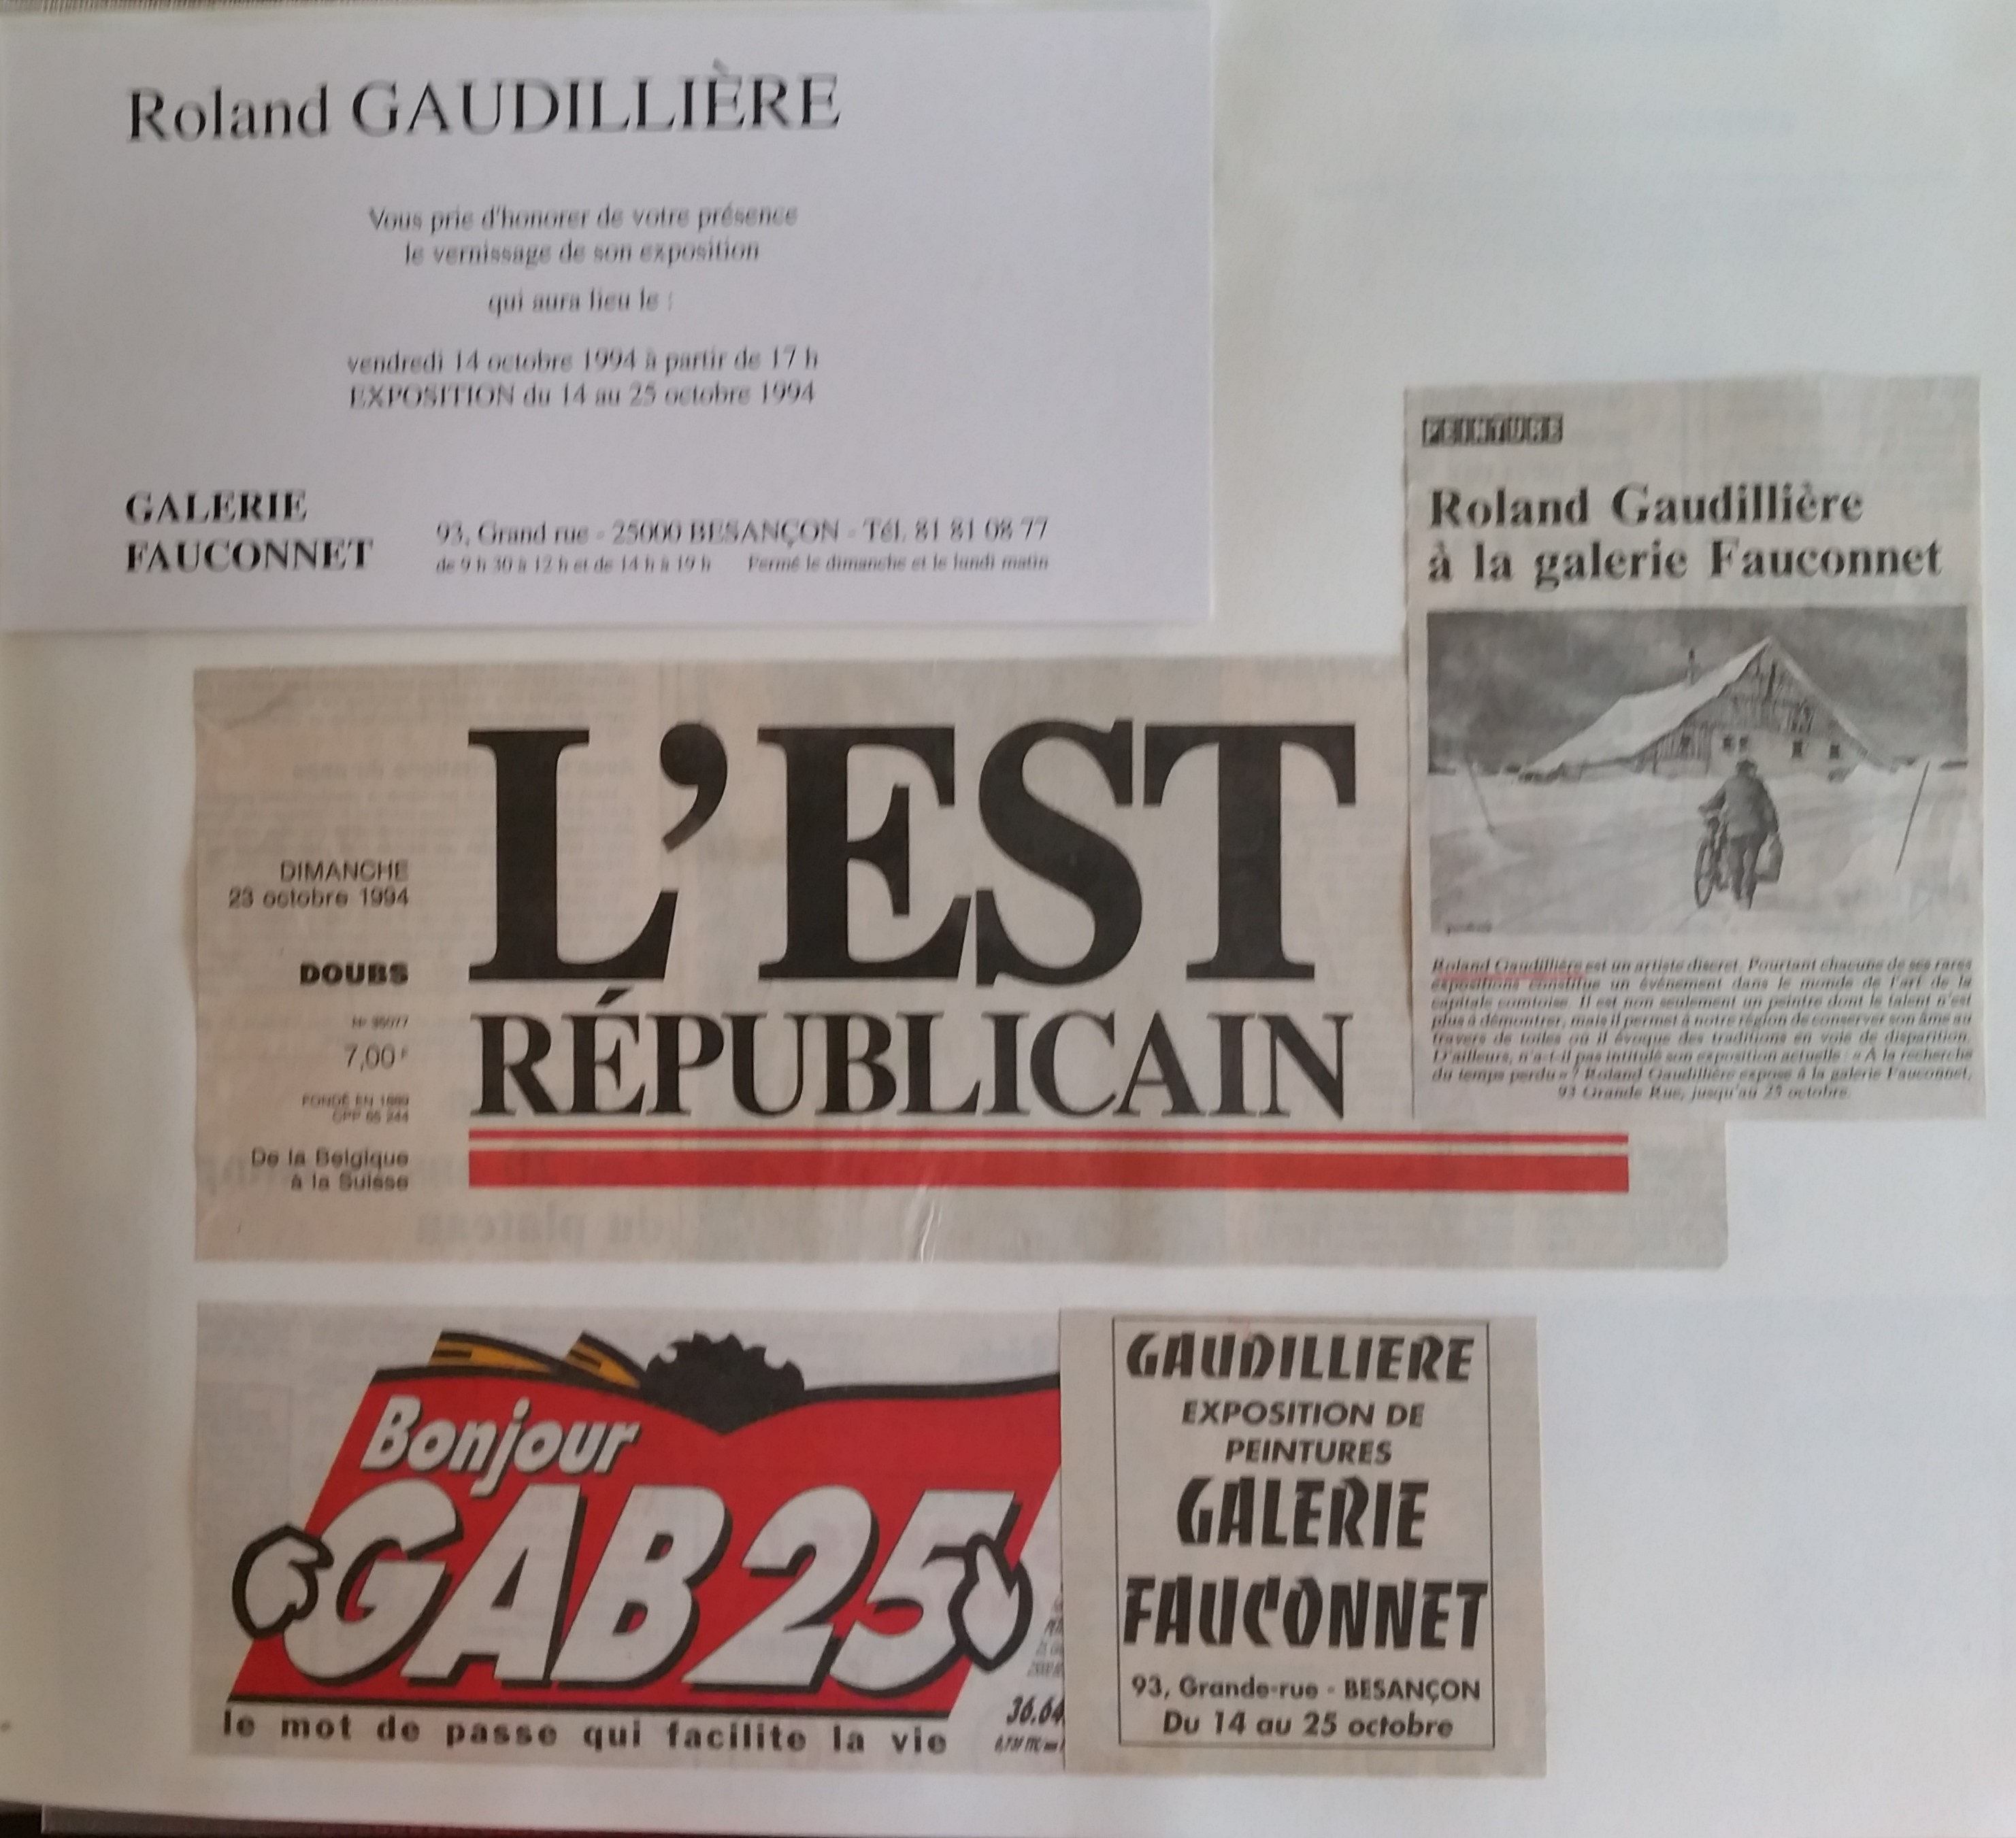 Roland GAUDILLIÈRE
Vous prie d'honorer de votre présence
le vernissage de son exposition
qui aura lieu le :
vendredi 14 octobre 1994 à partir de 17 h
EXPOSITION du 14 au 25 octobre 1994
GALERIE
FAUCONNET
93, Grand rue - 25000 BESANÇON - Tél. 81 81 08 77
de 9 h 30 à 12 h et de 14 h à 19 h Fermé le dimanche et le lundi matin
PEINTURE
Roland Gaudillière
à la galerie Fauconnet
Roland Gaudillière est un artiste discret. Pourtant chacune de ses rares
expositions constitue un événement dans le monde de l'art de la
capitale comtoise. Il est non seulement un peintre dont le talent n'est
plus à démontrer, mais il permet à notre région de conserver son âme au
travers de toiles où il évoque des traditions en voie de disparition.
D'ailleurs, n'a-t-il pas intitulé son exposition actuelle : « À la recherche
du temps perdu » ? Roland Gaudillière expose à la galerie Fauconnet,
93 Grande Rue, jusqu'au 25 octobre.
L'EST
RÉPUBLICAIN
DIMANCHE
23 octobre 1994
DOUBS
7,00 F
FONDÉ EN 1889
De la Belgique
à la Suisse
du plateau
Bonjour
GAB 25
le mot de passe qui facilite la vie
36.64
GAUDILLIERE
EXPOSITION DE
PEINTURES
GALERIE
FAUCONNET
93, Grande-rue - BESANÇON
Du 14 au 25 octobre